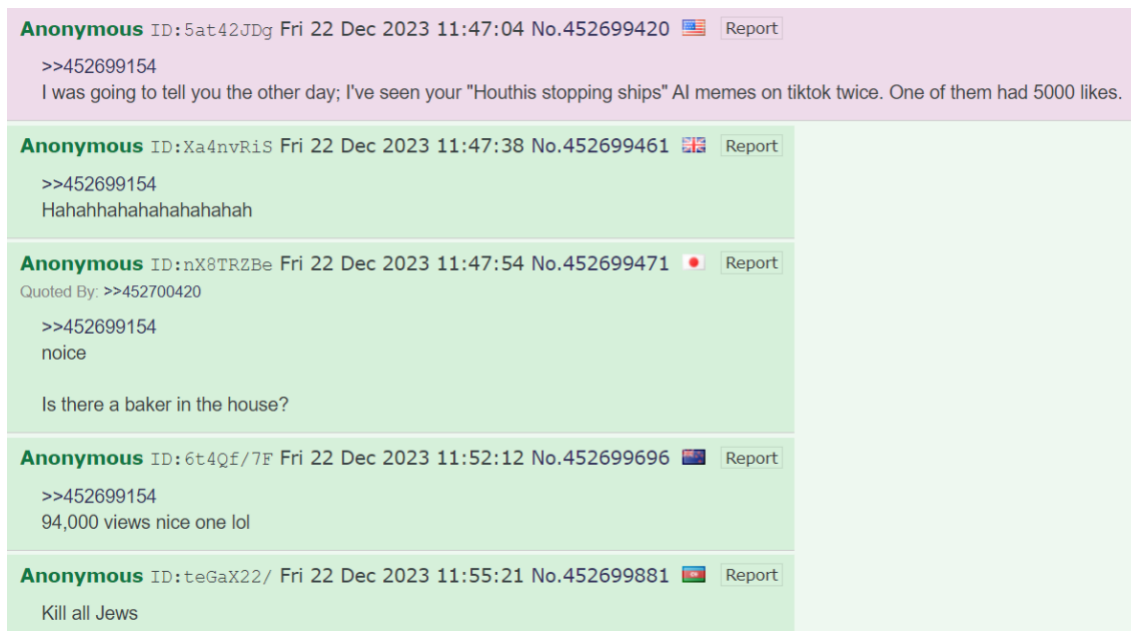 Anonymous ID:5at42JDg Fri 22 Dec 2023 11:47:04 No.452699420 Report
>>452699154
I was going to tell you the other day; I've seen your "Houthis stopping ships" AI memes on tiktok twice. One of them had 5000 likes.
Anonymous ID:Xa4nvRiS Fri 22 Dec 2023 11:47:38 No.452699461 Report
>>452699154
Hahahhahahahahahahah
Anonymous ID:nX8TRZBe Fri 22 Dec 2023 11:47:54 No.452699471 Report
Quoted By: >>452700420
>>452699154
noice
Is there a baker in the house?
Anonymous ID:6t4Qf/7F Fri 22 Dec 2023 11:52:12 No.452699696 Report
>>452699154
94,000 views nice one lol
Anonymous ID:teGaX22/ Fri 22 Dec 2023 11:55:21 No.452699881 Report
Kill all Jews